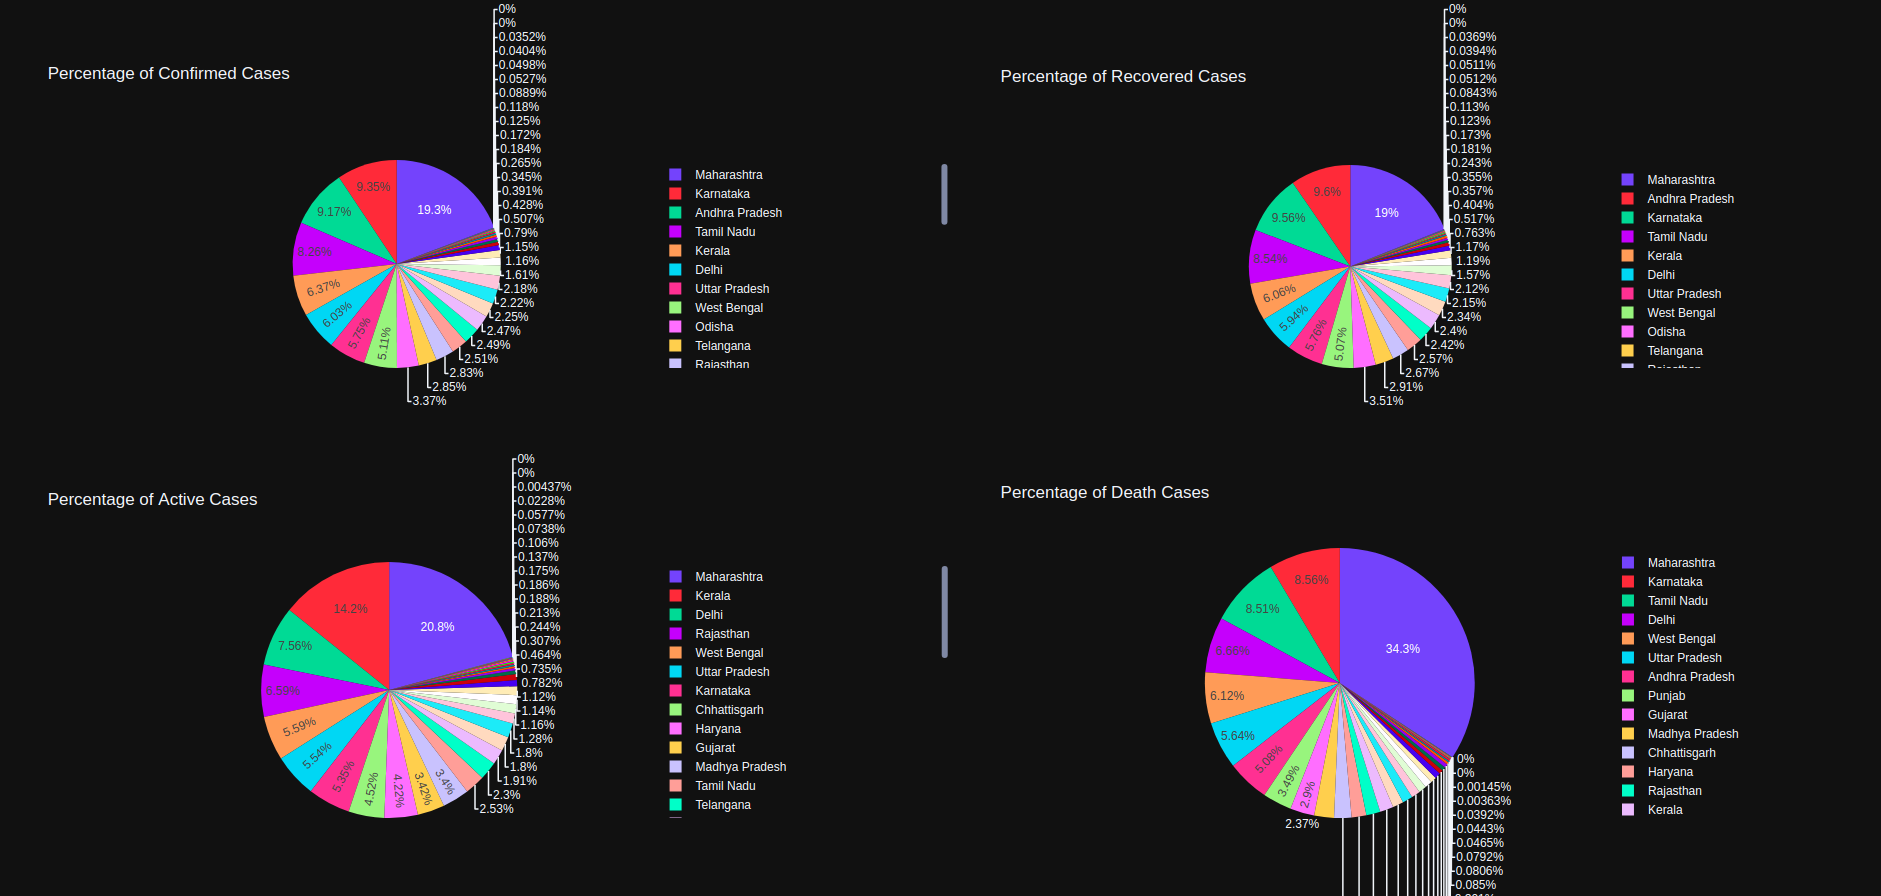 Percentage of Confirmed Cases
0%
0%
0.0352%
0.0404%
0.0498%
0.0527%
0.0889%
0.118%
0.125%
0.172%
0.184%
0.265%
0.345%
0.391%
0.428%
0.507%
0.79%
1.15%
1.16%
1.61%
2.18%
2.22%
2.25%
2.47%
2.49%
2.51%
2.83%
2.85%
3.37%
9.35%
19.3%
9.17%
8.26%
6.37%
6.03%
5.75%
5.11%
Maharashtra
Karnataka
Andhra Pradesh
Tamil Nadu
Kerala
Delhi
Uttar Pradesh
West Bengal
Odisha
Telangana
Rajasthan
Percentage of Recovered Cases
0%
0%
0.0369%
0.0394%
0.0511%
0.0512%
0.0843%
0.113%
0.123%
0.173%
0.181%
0.243%
0.355%
0.357%
0.404%
0.517%
0.763%
1.17%
1.19%
1.57%
2.12%
2.15%
2.34%
2.4%
2.42%
2.57%
2.67%
2.91%
3.51%
9.6%
19%
9.56%
8.54%
6.06%
5.94%
5.76%
5.07%
Maharashtra
Andhra Pradesh
Karnataka
Tamil Nadu
Kerala
Delhi
Uttar Pradesh
West Bengal
Odisha
Telangana
Percentage of Active Cases
0%
0%
0.00437%
0.0228%
0.0577%
0.0738%
0.106%
0.137%
0.175%
0.186%
0.188%
0.213%
0.244%
0.307%
0.464%
0.735%
0.782%
1.12%
1.14%
1.16%
1.28%
1.8%
1.8%
1.91%
2.3%
2.53%
14.2%
20.8%
7.56%
6.59%
5.59%
5.54%
5.35%
4.52%
4.22%
3.42%
3.4%
Maharashtra
Kerala
Delhi
Rajasthan
West Bengal
Uttar Pradesh
Karnataka
Chhattisgarh
Haryana
Gujarat
Madhya Pradesh
Tamil Nadu
Telangana
Percentage of Death Cases
8.56%
34.3%
8.51%
6.66%
6.12%
5.64%
5.08%
3.49%
2.9%
2.37%
0%
0%
0.00145%
0.00363%
0.0392%
0.0443%
0.0465%
0.0792%
0.0806%
0.085%
Maharashtra
Karnataka
Tamil Nadu
Delhi
West Bengal
Uttar Pradesh
Andhra Pradesh
Punjab
Gujarat
Madhya Pradesh
Chhattisgarh
Haryana
Rajasthan
Kerala